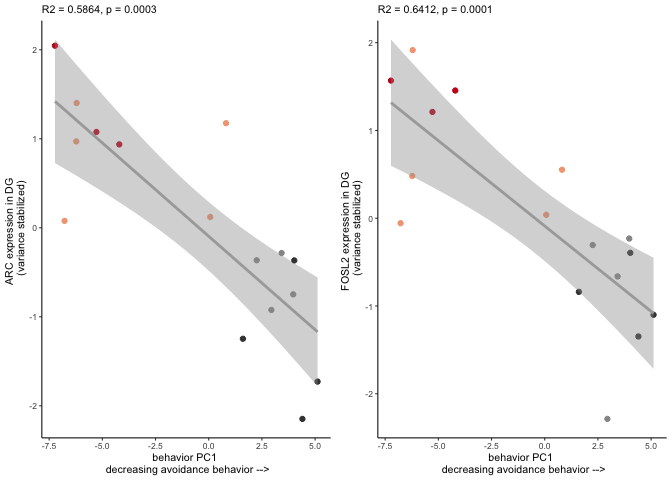 R2 = 0.5864, p = 0.0003
ARC expression in DG
(variance stabilized)
2
1
0
-1
-2
-7.5
-5.0
-2.5
0.0
2.5
5.0
behavior PC1
decreasing avoidance behavior -->
R2 = 0.6412, p = 0.0001
FOSL2 expression in DG
(variance stabilized)
2
1
0
-1
-2
-7.5
-5.0
-2.5
0.0
2.5
5.0
behavior PC1
decreasing avoidance behavior -->